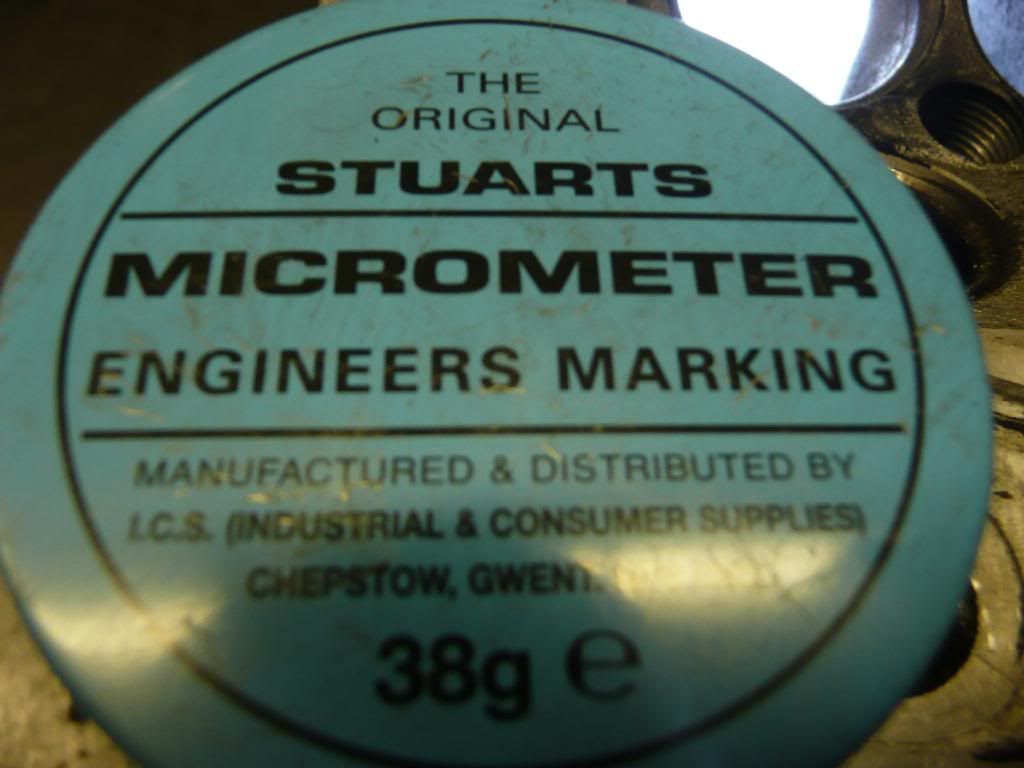 THE
ORIGINAL
STUARTS
MICROMETER
ENGINEERS MARKING
MANUFACTURED & DISTRIBUTED BY
I.C.S. (INDUSTRIAL & CONSUMER SUPPLIES)
CHEPSTOW, GWENT.
38g ℮